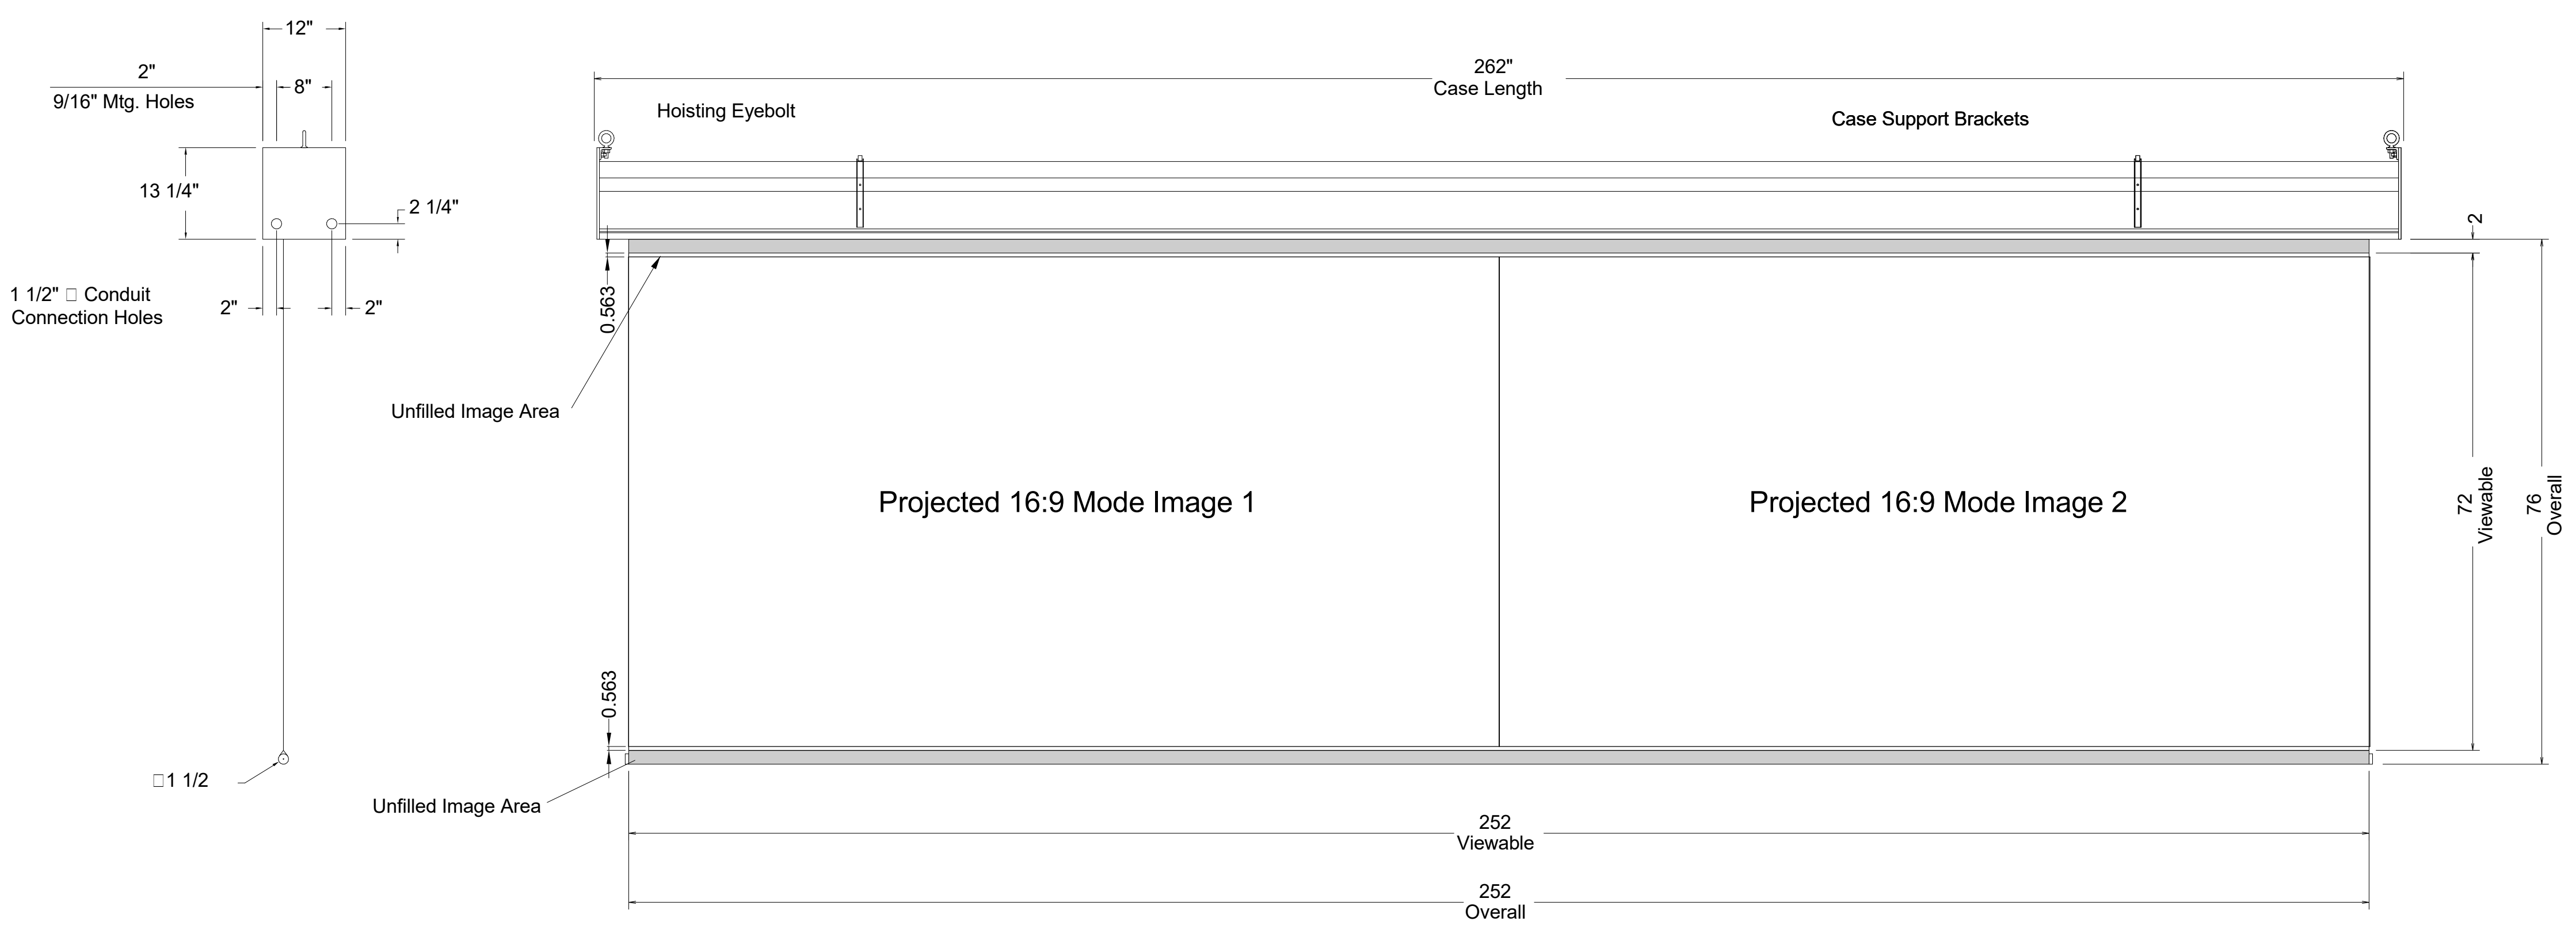 12"
2"
8"
9/16" Mtg. Holes
13 1/4"
2 1/4"
1 1/2" □ Conduit
Connection Holes
2"
2"
□1 1/2
262"
Case Length
Hoisting Eyebolt
Case Support Brackets
0.563
Unfilled Image Area
Projected 16:9 Mode Image 1
Projected 16:9 Mode Image 2
2
72
Viewable
76
Overall
0.563
Unfilled Image Area
252
Viewable
252
Overall